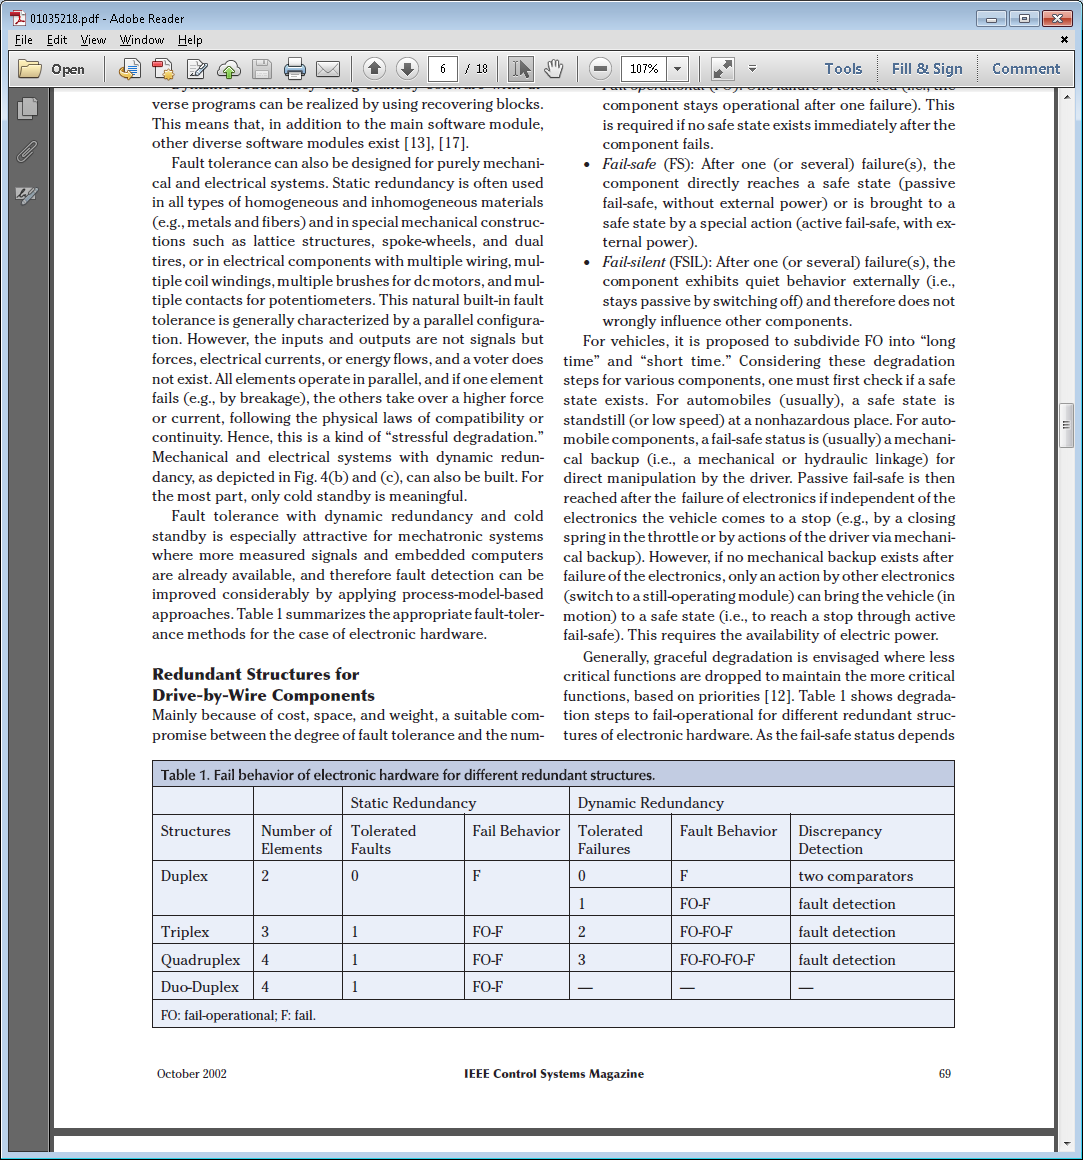 01035218.pdf - Adobe Reader
File Edit View Window Help
Open 6 / 18 107% Tools Fill & Sign Comment
verse programs can be realized by using recovering blocks.
This means that, in addition to the main software module,
other diverse software modules exist [13], [17].
Fault tolerance can also be designed for purely mechani-
cal and electrical systems. Static redundancy is often used
in all types of homogeneous and inhomogeneous materials
(e.g., metals and fibers) and in special mechanical construc-
tions such as lattice structures, spoke-wheels, and dual
tires, or in electrical components with multiple wiring, mul-
tiple coil windings, multiple brushes for dc motors, and mul-
tiple contacts for potentiometers. This natural built-in fault
tolerance is generally characterized by a parallel configura-
tion. However, the inputs and outputs are not signals but
forces, electrical currents, or energy flows, and a voter does
not exist. All elements operate in parallel, and if one element
fails (e.g., by breakage), the others take over a higher force
or current, following the physical laws of compatibility or
continuity. Hence, this is a kind of “stressful degradation.”
Mechanical and electrical systems with dynamic redun-
dancy, as depicted in Fig. 4(b) and (c), can also be built. For
the most part, only cold standby is meaningful.
Fault tolerance with dynamic redundancy and cold
standby is especially attractive for mechatronic systems
where more measured signals and embedded computers
are already available, and therefore fault detection can be
improved considerably by applying process-model-based
approaches. Table 1 summarizes the appropriate fault-toler-
ance methods for the case of electronic hardware.
Redundant Structures for
Drive-by-Wire Components
Mainly because of cost, space, and weight, a suitable com-
promise between the degree of fault tolerance and the num-
component stays operational after one failure). This
is required if no safe state exists immediately after the
component fails.
• Fail-safe (FS): After one (or several) failure(s), the
component directly reaches a safe state (passive
fail-safe, without external power) or is brought to a
safe state by a special action (active fail-safe, with ex-
ternal power).
• Fail-silent (FSIL): After one (or several) failure(s), the
component exhibits quiet behavior externally (i.e.,
stays passive by switching off) and therefore does not
wrongly influence other components.
For vehicles, it is proposed to subdivide FO into “long
time” and “short time.” Considering these degradation
steps for various components, one must first check if a safe
state exists. For automobiles (usually), a safe state is
standstill (or low speed) at a nonhazardous place. For auto-
mobile components, a fail-safe status is (usually) a mechani-
cal backup (i.e., a mechanical or hydraulic linkage) for
direct manipulation by the driver. Passive fail-safe is then
reached after the failure of electronics if independent of the
electronics the vehicle comes to a stop (e.g., by a closing
spring in the throttle or by actions of the driver via mechani-
cal backup). However, if no mechanical backup exists after
failure of the electronics, only an action by other electronics
(switch to a still-operating module) can bring the vehicle (in
motion) to a safe state (i.e., to reach a stop through active
fail-safe). This requires the availability of electric power.
Generally, graceful degradation is envisaged where less
critical functions are dropped to maintain the more critical
functions, based on priorities [12]. Table 1 shows degrada-
tion steps to fail-operational for different redundant struc-
tures of electronic hardware. As the fail-safe status depends
Table 1. Fail behavior of electronic hardware for different redundant structures.
Static Redundancy Dynamic Redundancy
Structures Number of Elements Tolerated Faults Fail Behavior Tolerated Failures Fault Behavior Discrepancy Detection
Duplex 2 0 F 0 F two comparators
1 FO-F fault detection
Triplex 3 1 FO-F 2 FO-FO-F fault detection
Quadruplex 4 1 FO-F 3 FO-FO-FO-F fault detection
Duo-Duplex 4 1 FO-F — — —
FO: fail-operational; F: fail.
October 2002 IEEE Control Systems Magazine 69